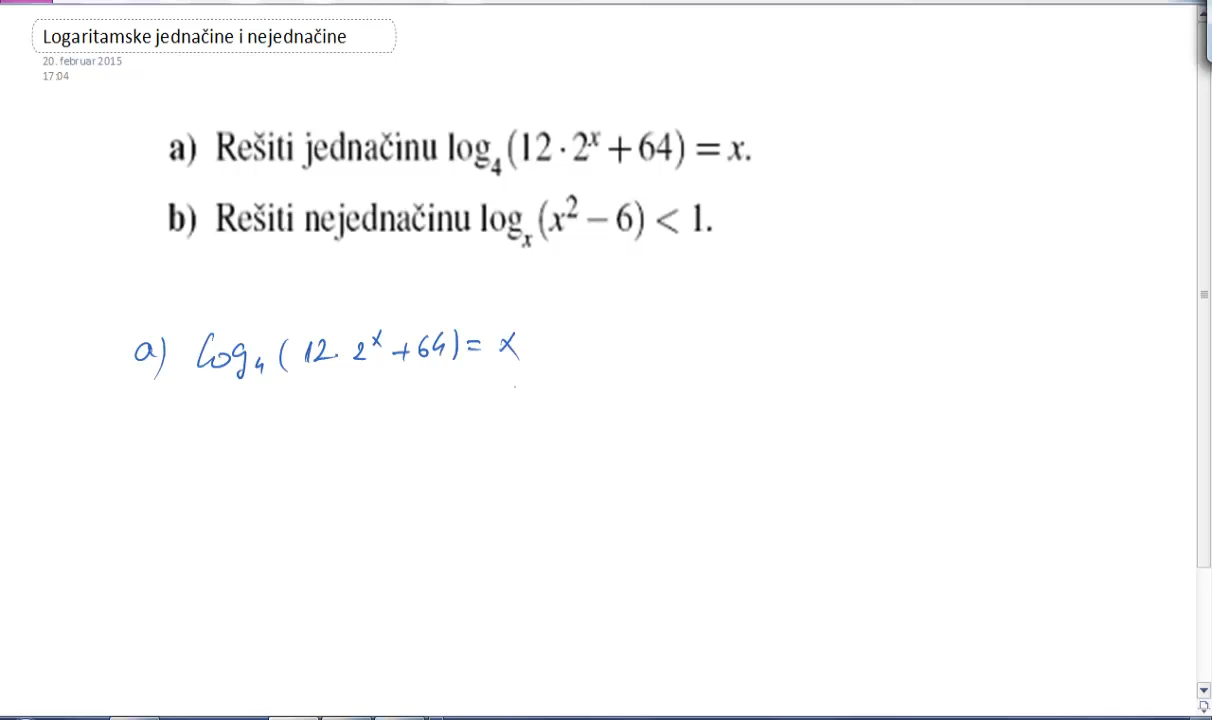 Logaritamske jednačine i nejednačine
20. februar 2015
17:04
a) Rešiti jednačinu log₄(12 · 2ˣ + 64) = x.
b) Rešiti nejednačinu logₓ(x² − 6) < 1.
a) log₄(12 · 2ˣ + 64) = x